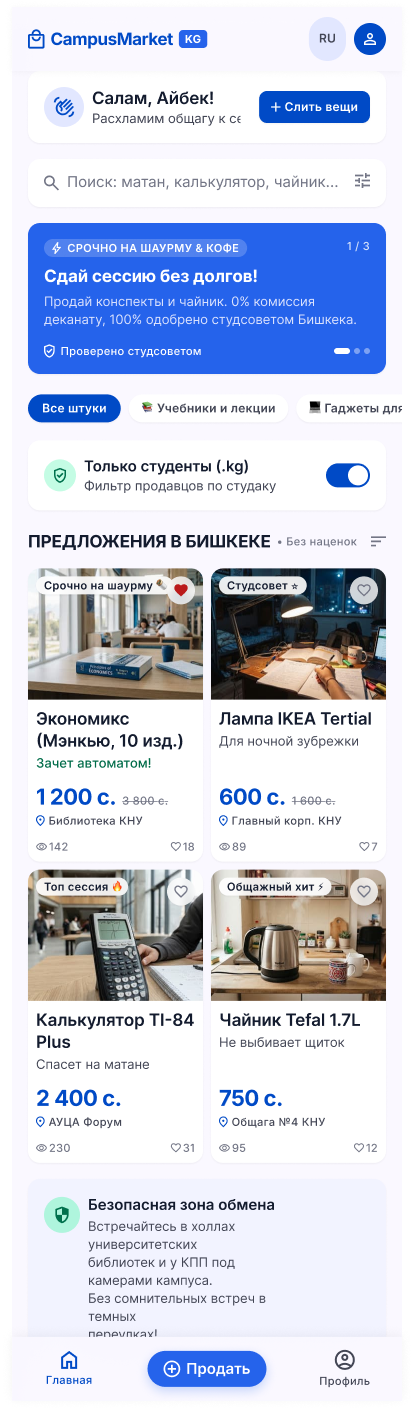 CampusMarket KG
RU
Салам, Айбек!
Расхламим общагу к се
+ Слить вещи
Поиск: матан, калькулятор, чайник...
СРОЧНО НА ШАУРМУ & КОФЕ
1 / 3
Сдай сессию без долгов!
Продай конспекты и чайник. 0% комиссия
деканату, 100% одобрено студсоветом Бишкека.
Проверено студсоветом
Все штуки
📚 Учебники и лекции
💻 Гаджеты для
Только студенты (.kg)
Фильтр продавцов по студаку
ПРЕДЛОЖЕНИЯ В БИШКЕКЕ • Без наценок
Срочно на шаурму 🌯
ECONOMICS
Экономикс
(Мэнкью, 10 изд.)
Зачет автоматом!
1 200 с. 3 800 с.
Библиотека КНУ
142
18
Студсовет ⭐
Лампа IKEA Tertial
Для ночной зубрежки
600 с. 1 600 с.
Главный корп. КНУ
89
7
Топ сессия 🔥
Калькулятор TI-84
Plus
Спасет на матане
2 400 с.
АУЦА Форум
230
31
Общажный хит ⚡
Чайник Tefal 1.7L
Не выбивает щиток
750 с.
Общага №4 КНУ
95
12
Безопасная зона обмена
Встречайтесь в холлах
университетских
библиотек и у КПП под
камерами кампуса.
Без сомнительных встреч в
темных
переулках!
Главная
Продать
Профиль